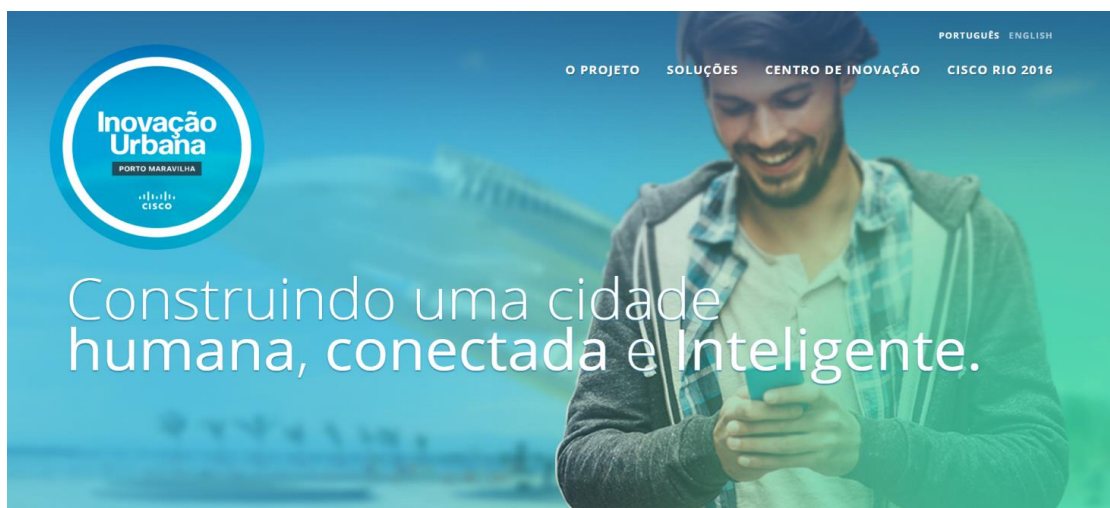 PORTUGUÊS ENGLISH
O PROJETO SOLUÇÕES CENTRO DE INOVAÇÃO CISCO RIO 2016
Inovação
Urbana
PORTO MARAVILHA
CISCO
Construindo uma cidade
humana, conectada e Inteligente.